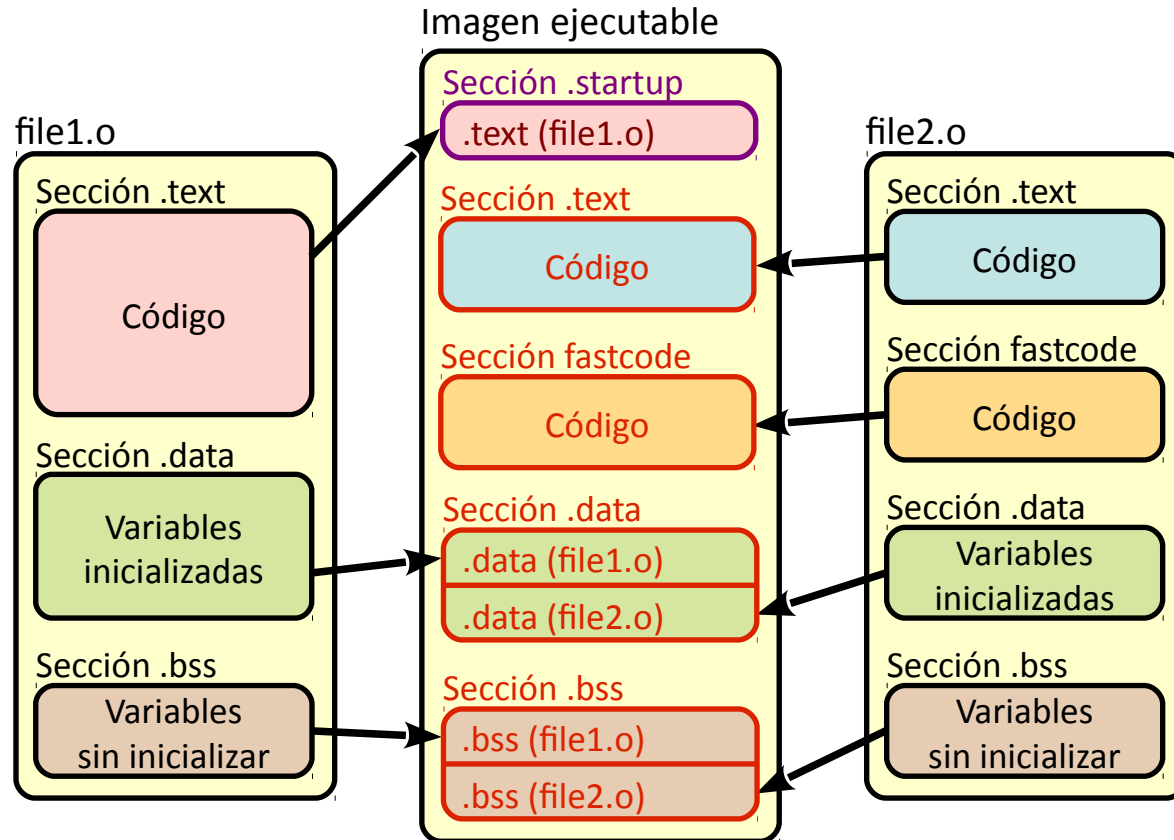 Imagen ejecutable
file1.o
Sección .text
Código
Sección .data
Variables
inicializadas
Sección .bss
Variables
sin inicializar
Sección .startup
.text (file1.o)
Sección .text
Código
Sección fastcode
Código
Sección .data
.data (file1.o)
.data (file2.o)
Sección .bss
.bss (file1.o)
.bss (file2.o)
file2.o
Sección .text
Código
Sección fastcode
Código
Sección .data
Variables
inicializadas
Sección .bss
Variables
sin inicializar